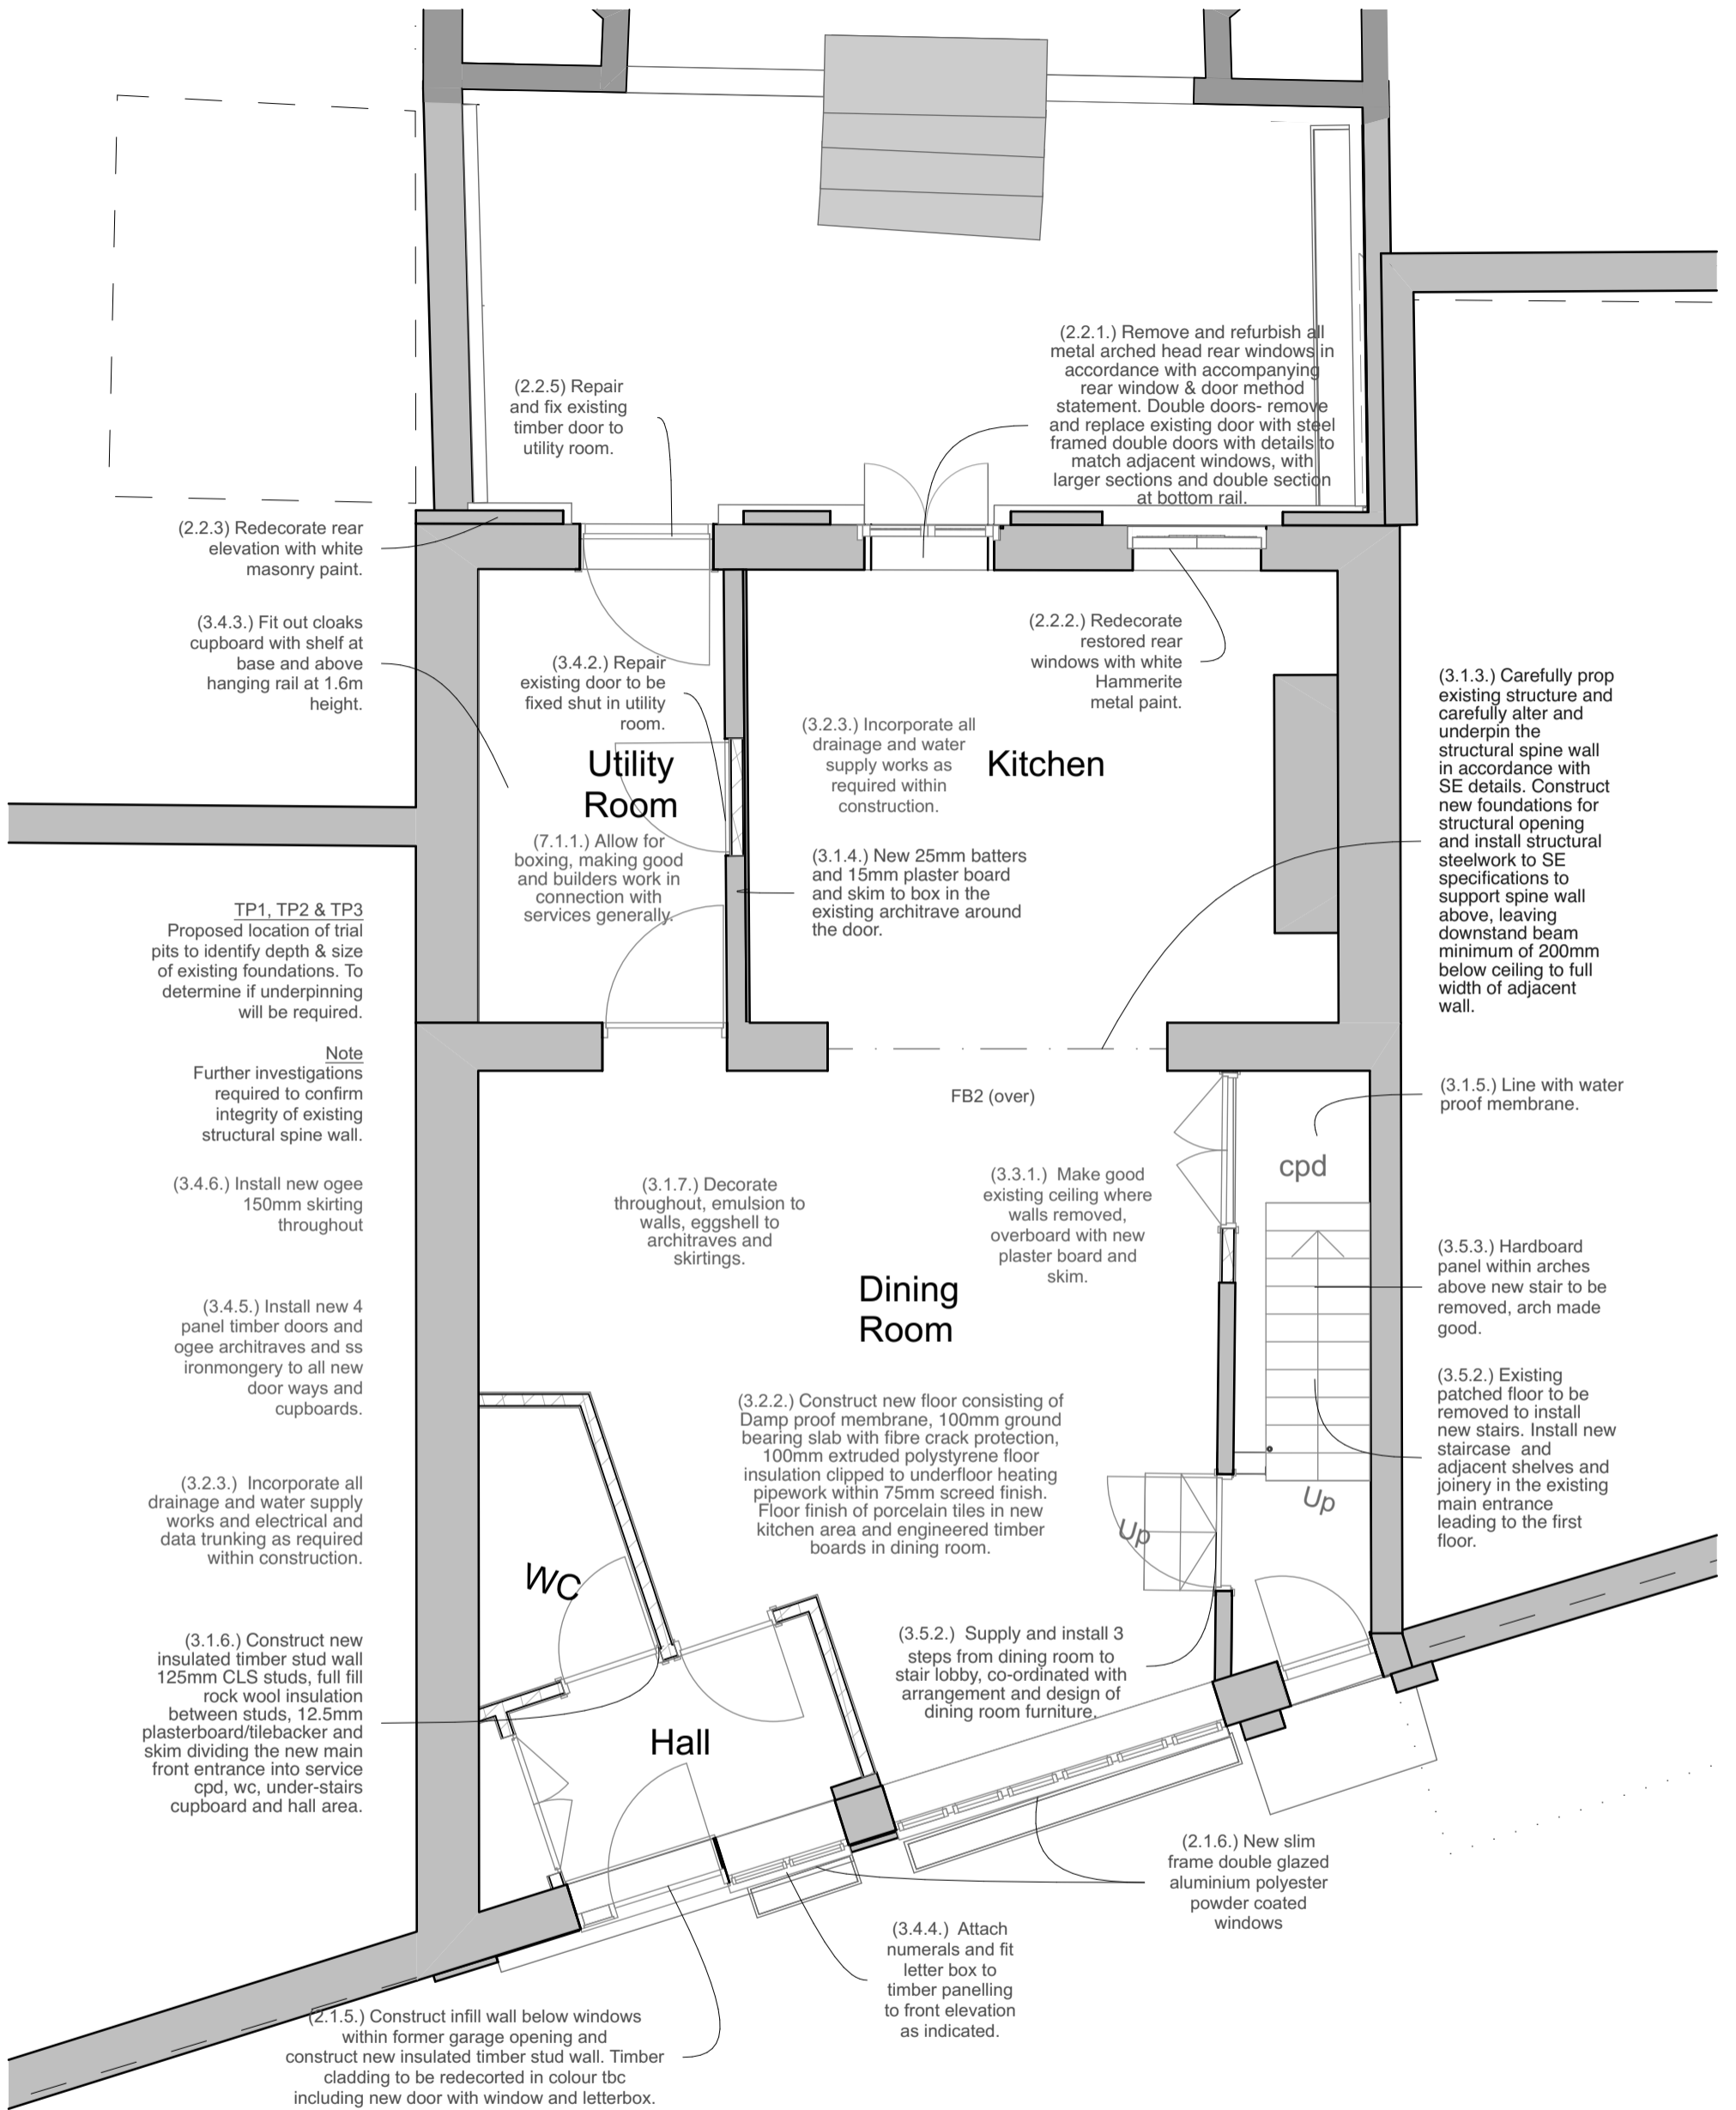 (2.2.1.) Remove and refurbish all
metal arched head rear windows in
accordance with accompanying
rear window & door method
statement. Double doors- remove
and replace existing door with steel
framed double doors with details to
match adjacent windows, with
larger sections and double section
at bottom rail.
(2.2.5) Repair
and fix existing
timber door to
utility room.
(2.2.3) Redecorate rear
elevation with white
masonry paint.
(3.4.3.) Fit out cloaks
cupboard with shelf at
base and above
hanging rail at 1.6m
height.
(3.4.2.) Repair
existing door to be
fixed shut in utility
room.
Utility
Room
(7.1.1.) Allow for
boxing, making good
and builders work in
connection with
services generally.
(2.2.2.) Redecorate
restored rear
windows with white
Hammerite
metal paint.
(3.2.3.) Incorporate all
drainage and water
supply works as
required within
construction.
Kitchen
(3.1.4.) New 25mm batters
and 15mm plaster board
and skim to box in the
existing architrave around
the door.
(3.1.3.) Carefully prop
existing structure and
carefully alter and
underpin the
structural spine wall
in accordance with
SE details. Construct
new foundations for
structural opening
and install structural
steelwork to SE
specifications to
support spine wall
above, leaving
downstand beam
minimum of 200mm
below ceiling to full
width of adjacent
wall.
TP1, TP2 & TP3
Proposed location of trial
pits to identify depth & size
of existing foundations. To
determine if underpinning
will be required.
Note
Further investigations
required to confirm
integrity of existing
structural spine wall.
FB2 (over)
(3.1.5.) Line with water
proof membrane.
cpd
(3.4.6.) Install new ogee
150mm skirting
throughout
(3.1.7.) Decorate
throughout, emulsion to
walls, eggshell to
architraves and
skirtings.
(3.3.1.) Make good
existing ceiling where
walls removed,
overboard with new
plaster board and
skim.
(3.5.3.) Hardboard
panel within arches
above new stair to be
removed, arch made
good.
Dining
Room
(3.4.5.) Install new 4
panel timber doors and
ogee architraves and ss
ironmongery to all new
door ways and
cupboards.
(3.2.2.) Construct new floor consisting of
Damp proof membrane, 100mm ground
bearing slab with fibre crack protection,
100mm extruded polystyrene floor
insulation clipped to underfloor heating
pipework within 75mm screed finish.
Floor finish of porcelain tiles in new
kitchen area and engineered timber
boards in dining room.
(3.5.2.) Existing
patched floor to be
removed to install
new stairs. Install new
staircase and
adjacent shelves and
joinery in the existing
main entrance
leading to the first
floor.
(3.2.3.) Incorporate all
drainage and water supply
works and electrical and
data trunking as required
within construction.
Up
Up
WC
(3.1.6.) Construct new
insulated timber stud wall
125mm CLS studs, full fill
rock wool insulation
between studs, 12.5mm
plasterboard/tilebacker and
skim dividing the new main
front entrance into service
cpd, wc, under-stairs
cupboard and hall area.
(3.5.2.) Supply and install 3
steps from dining room to
stair lobby, co-ordinated with
arrangement and design of
dining room furniture.
Hall
(2.1.6.) New slim
frame double glazed
aluminium polyester
powder coated
windows
(3.4.4.) Attach
numerals and fit
letter box to
timber panelling
to front elevation
as indicated.
(2.1.5.) Construct infill wall below windows
within former garage opening and
construct new insulated timber stud wall. Timber
cladding to be redecorted in colour tbc
including new door with window and letterbox.